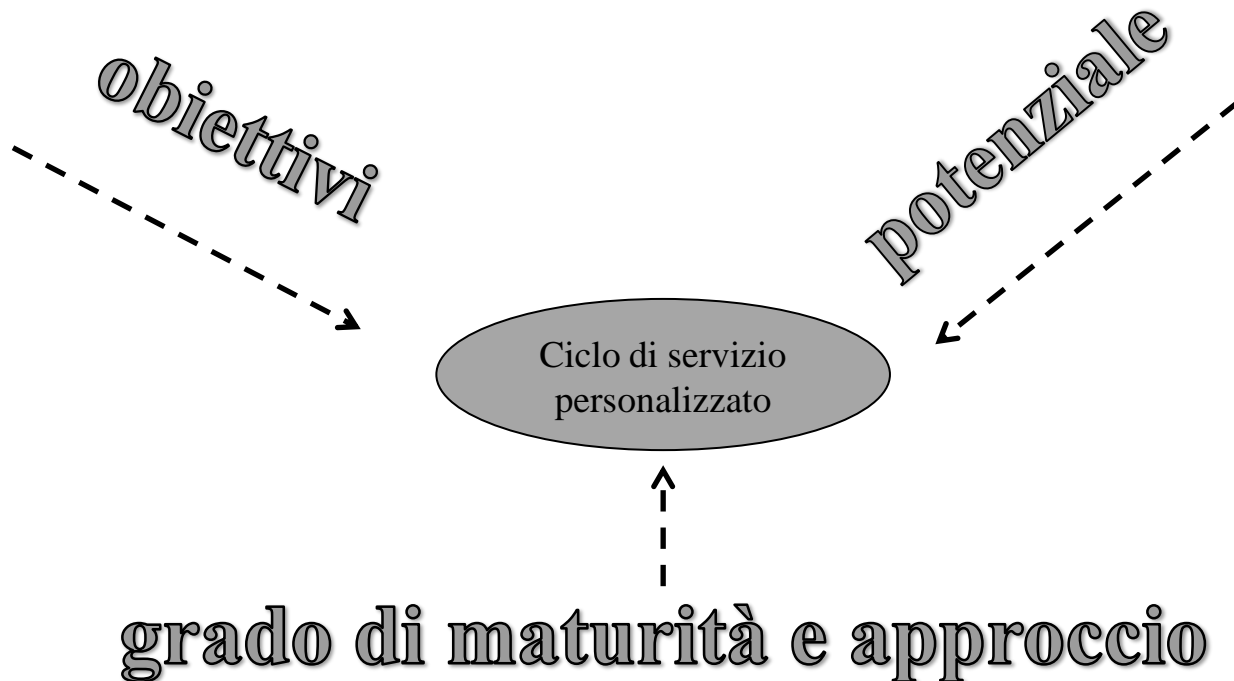 obiettivi
potenziale
Ciclo di servizio
personalizzato
grado di maturità e approccio